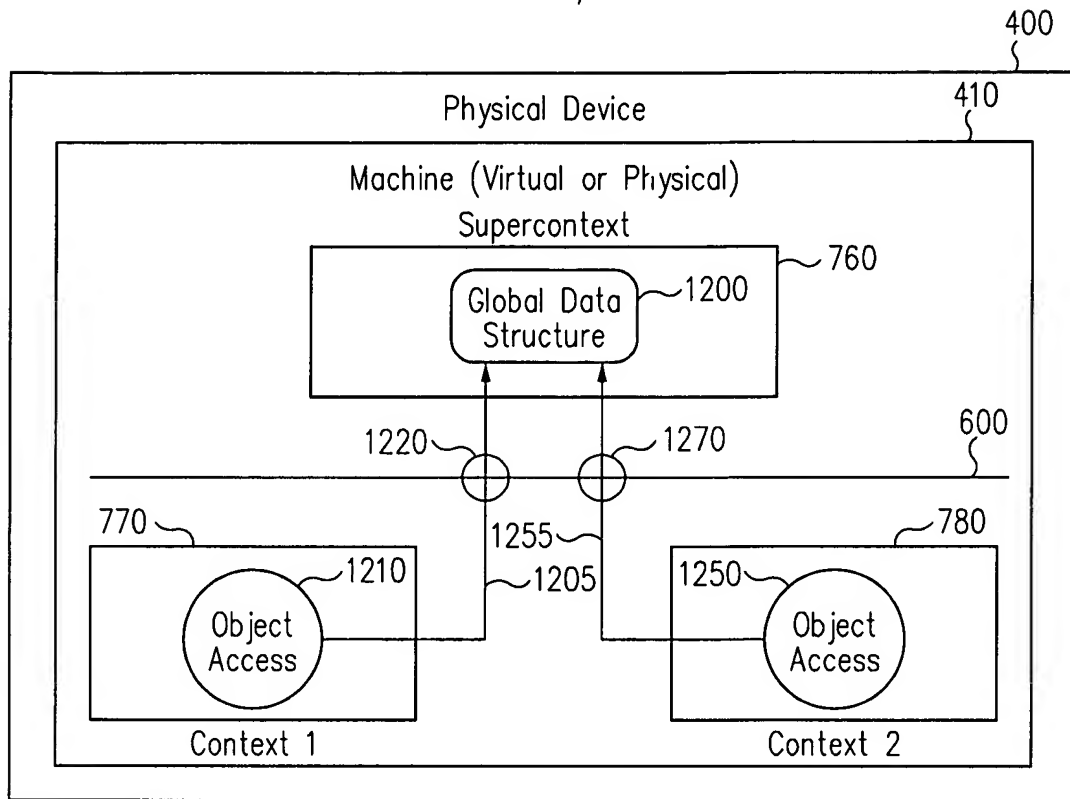 400
Physical Device
410
Machine (Virtual or Physical)
Supercontext
760
Global Data
Structure
1200
1220
1270
600
770
1255
780
1210
1205
1250
Object
Access
Object
Access
Context 1
Context 2